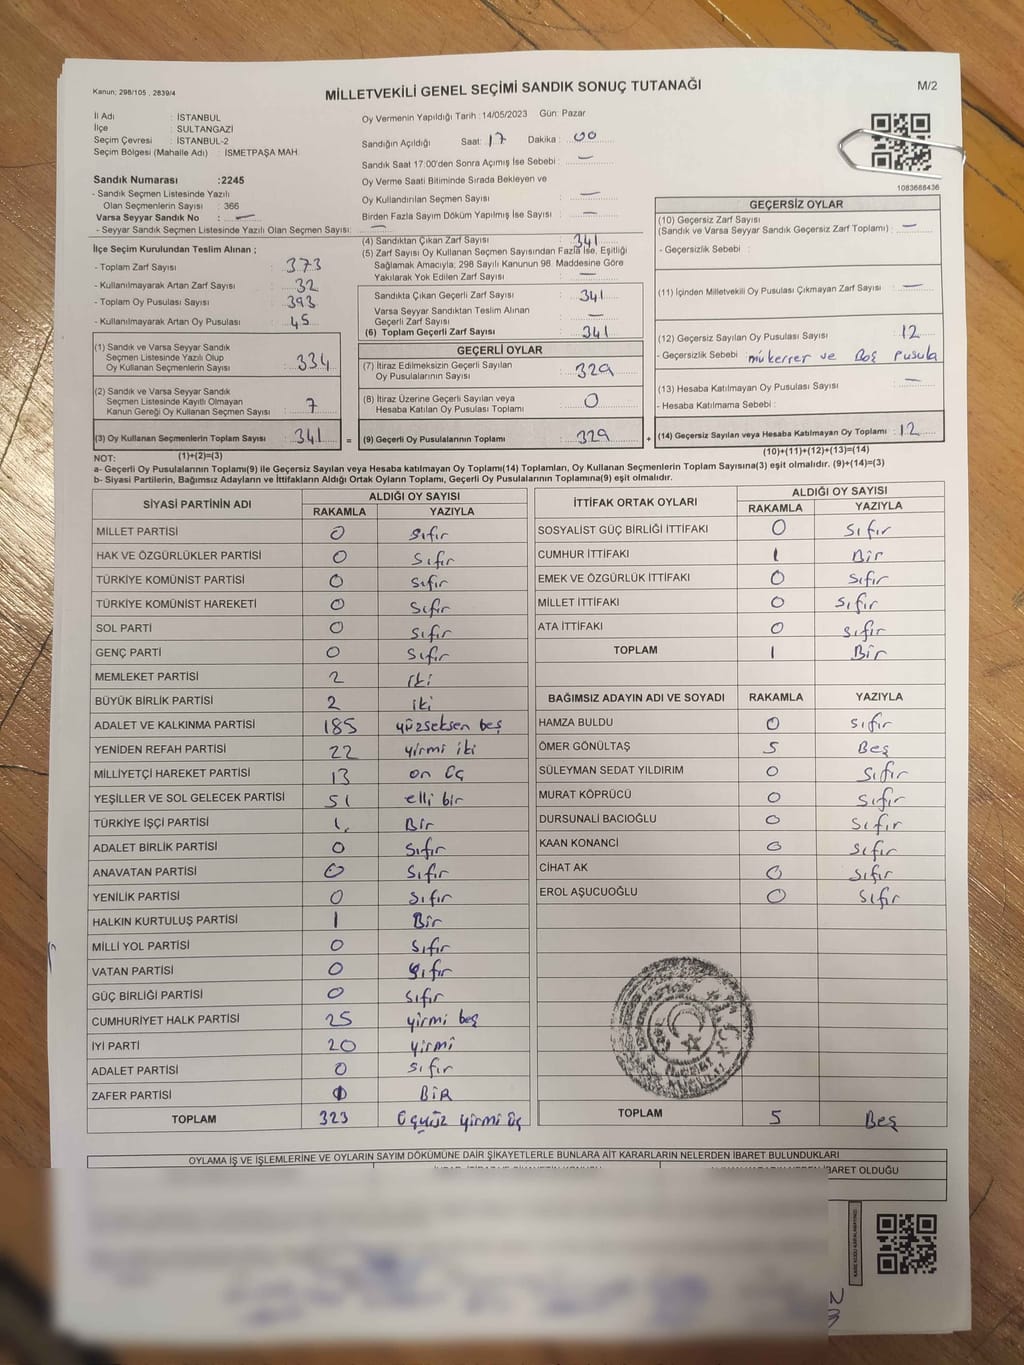 Kanun; 298/105 , 2839/4
MİLLETVEKİLİ GENEL SEÇİMİ SANDIK SONUÇ TUTANAĞI
M/2
İl Adı : İSTANBUL
İlçe : SULTANGAZİ
Seçim Çevresi : İSTANBUL-2
Seçim Bölgesi (Mahalle Adı) : İSMETPAŞA MAH.
Sandık Numarası :2245
- Sandık Seçmen Listesinde Yazılı
Olan Seçmenlerin Sayısı : 366
Varsa Seyyar Sandık No : —
- Seyyar Sandık Seçmen Listesinde Yazılı Olan Seçmen Sayısı: —
İlçe Seçim Kurulundan Teslim Alınan ;
- Toplam Zarf Sayısı : 373
- Kullanılmayarak Artan Zarf Sayısı : 32
- Toplam Oy Pusulası Sayısı : 393
- Kullanılmayarak Artan Oy Pusulası : 45
(1) Sandık ve Varsa Seyyar Sandık
Seçmen Listesinde Yazılı Olup
Oy Kullanan Seçmenlerin Sayısı : 334
(2) Sandık ve Varsa Seyyar Sandık
Seçmen Listesinde Kayıtlı Olmayan
Kanun Gereği Oy Kullanan Seçmen Sayısı : 7
(3) Oy Kullanan Seçmenlerin Toplam Sayısı : 341 =
(1)+(2)=(3)
Oy Vermenin Yapıldığı Tarih : 14/05/2023 Gün: Pazar
Sandığın Açıldığı Saat: 17 Dakika : 00
Sandık Saat 17:00'den Sonra Açımış İse Sebebi : —
Oy Verme Saati Bitiminde Sırada Bekleyen ve
Oy Kullandırılan Seçmen Sayısı : —
Birden Fazla Sayım Döküm Yapılmış İse Sayısı : —
(4) Sandıktan Çıkan Zarf Sayısı : 341
(5) Zarf Sayısı Oy Kullanan Seçmen Sayısından Fazla İse, Eşitliği
Sağlamak Amacıyla; 298 Sayılı Kanunun 98. Maddesine Göre
Yakılarak Yok Edilen Zarf Sayısı : —
Sandıkta Çıkan Geçerli Zarf Sayısı : 341
Varsa Seyyar Sandıktan Teslim Alınan
Geçerli Zarf Sayısı : —
(6) Toplam Geçerli Zarf Sayısı : 341
GEÇERLİ OYLAR
(7) İtiraz Edilmeksizin Geçerli Sayılan
Oy Pusulalarının Sayısı : 329
(8) İtiraz Üzerine Geçerli Sayılan veya
Hesaba Katılan Oy Pusulası Toplamı : 0
(9) Geçerli Oy Pusulalarının Toplamı : 329 +
1083688436
GEÇERSİZ OYLAR
(10) Geçersiz Zarf Sayısı
(Sandık ve Varsa Seyyar Sandık Geçersiz Zarf Toplamı) : —
- Geçersizlik Sebebi :
(11) İçinden Milletvekili Oy Pusulası Çıkmayan Zarf Sayısı : —
(12) Geçersiz Sayılan Oy Pusulası Sayısı : 12
- Geçersizlik Sebebi : mükerrer ve Boş pusula
(13) Hesaba Katılmayan Oy Pusulası Sayısı : —
- Hesaba Katılmama Sebebi :
(14) Geçersiz Sayılan veya Hesaba Katılmayan Oy Toplamı : 12
(10)+(11)+(12)+(13)=(14)
NOT:
a- Geçerli Oy Pusulalarının Toplamı(9) ile Geçersiz Sayılan veya Hesaba katılmayan Oy Toplamı(14) Toplamları, Oy Kullanan Seçmenlerin Toplam Sayısına(3) eşit olmalıdır. (9)+(14)=(3)
b- Siyasi Partilerin, Bağımsız Adayların ve İttifakların Aldığı Ortak Oyların Toplamı, Geçerli Oy Pusulalarının Toplamına(9) eşit olmalıdır.
SİYASİ PARTİNİN ADI ALDIĞI OY SAYISI
RAKAMLA YAZIYLA
MİLLET PARTİSİ 0 sıfır
HAK VE ÖZGÜRLÜKLER PARTİSİ 0 sıfır
TÜRKİYE KOMÜNİST PARTİSİ 0 sıfır
TÜRKİYE KOMÜNİST HAREKETİ 0 sıfır
SOL PARTİ 0 sıfır
GENÇ PARTİ 0 sıfır
MEMLEKET PARTİSİ 2 iki
BÜYÜK BİRLİK PARTİSİ 2 iki
ADALET VE KALKINMA PARTİSİ 185 yüzseksen beş
YENİDEN REFAH PARTİSİ 22 yirmi iki
MİLLİYETÇİ HAREKET PARTİSİ 13 on üç
YEŞİLLER VE SOL GELECEK PARTİSİ 51 elli bir
TÜRKİYE İŞÇİ PARTİSİ 1 Bir
ADALET BİRLİK PARTİSİ 0 sıfır
ANAVATAN PARTİSİ 0 sıfır
YENİLİK PARTİSİ 0 sıfır
HALKIN KURTULUŞ PARTİSİ 1 Bir
MİLLİ YOL PARTİSİ 0 sıfır
VATAN PARTİSİ 0 sıfır
GÜÇ BİRLİĞİ PARTİSİ 0 sıfır
CUMHURİYET HALK PARTİSİ 25 yirmi beş
İYİ PARTİ 20 yirmi
ADALET PARTİSİ 0 sıfır
ZAFER PARTİSİ 1 BİR
TOPLAM 323 üçyüz yirmi üç
İTTİFAK ORTAK OYLARI ALDIĞI OY SAYISI
RAKAMLA YAZIYLA
SOSYALİST GÜÇ BİRLİĞİ İTTİFAKI 0 sıfır
CUMHUR İTTİFAKI 1 Bir
EMEK VE ÖZGÜRLÜK İTTİFAKI 0 sıfır
MİLLET İTTİFAKI 0 sıfır
ATA İTTİFAKI 0 sıfır
TOPLAM 1 Bir
BAĞIMSIZ ADAYIN ADI VE SOYADI RAKAMLA YAZIYLA
HAMZA BULDU 0 sıfır
ÖMER GÖNÜLTAŞ 5 Beş
SÜLEYMAN SEDAT YILDIRIM 0 sıfır
MURAT KÖPRÜCÜ 0 sıfır
DURSUNALİ BACIOĞLU 0 sıfır
KAAN KONANCİ 0 sıfır
CİHAT AK 0 sıfır
EROL AŞUCUOĞLU 0 sıfır
TOPLAM 5 Beş
OYLAMA İŞ VE İŞLEMLERİNE VE OYLARIN SAYIM DÖKÜMÜNE DAİR ŞİKAYETLERLE BUNLARA AİT KARARLARIN NELERDEN İBARET BULUNDUKLARI
İBARET OLDUĞU